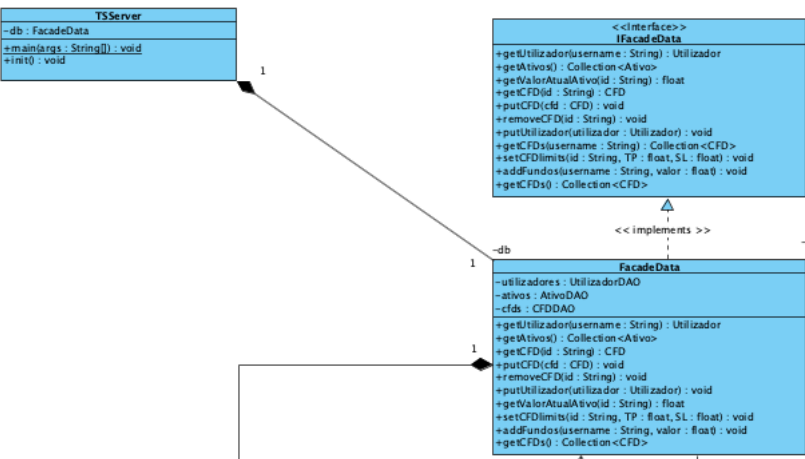 TSServer
-db : FacadeData
+main(args : String[]) : void
+init() : void
1
<<Interface>>
IFacadeData
+getUtilizador(username : String) : Utilizador
+getAtivos() : Collection<Ativo>
+getValorAtualAtivo(id : String) : float
+getCFD(id : String) : CFD
+putCFD(cfd : CFD) : void
+removeCFD(id : String) : void
+putUtilizador(utilizador : Utilizador) : void
+getCFDs(username : String) : Collection<CFD>
+setCFDlimits(id : String, TP : float, SL : float) : void
+addFundos(username : String, valor : float) : void
+getCFDs() : Collection<CFD>
<< implements >>
-db
1
FacadeData
-utilizadores : UtilizadorDAO
-ativos : AtivoDAO
-cfds : CFDDAO
+getUtilizador(username : String) : Utilizador
+getAtivos() : Collection<Ativo>
+getCFD(id : String) : CFD
+putCFD(cfd : CFD) : void
+removeCFD(id : String) : void
+putUtilizador(utilizador : Utilizador) : void
+getValorAtualAtivo(id : String) : float
+setCFDlimits(id : String, TP : float, SL : float) : void
+addFundos(username : String, valor : float) : void
+getCFDs() : Collection<CFD>
1